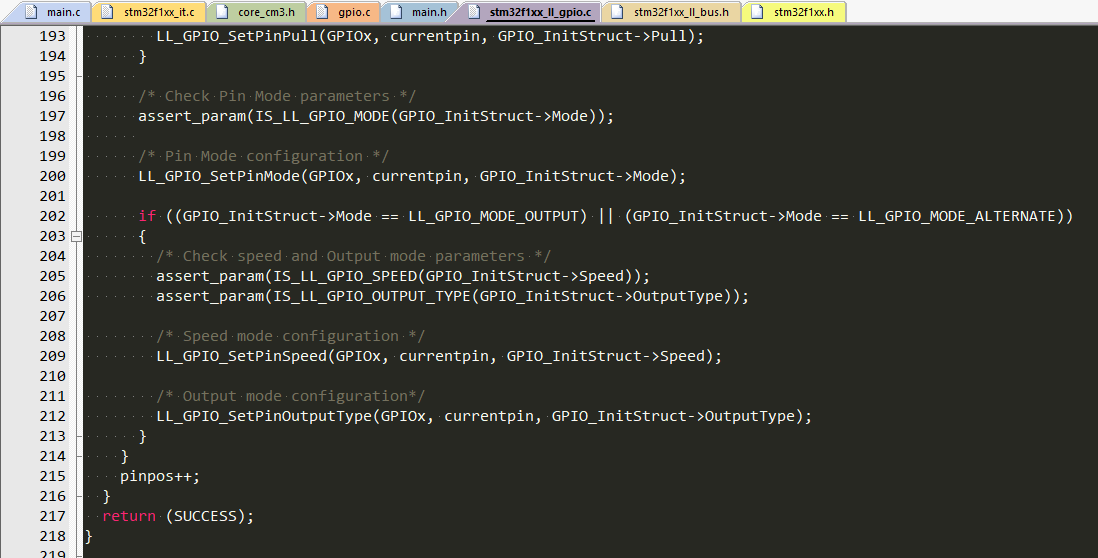 main.c stm32f1xx_it.c core_cm3.h gpio.c main.h stm32f1xx_ll_gpio.c stm32f1xx_ll_bus.h stm32f1xx.h
193 LL_GPIO_SetPinPull(GPIOx, currentpin, GPIO_InitStruct->Pull);
194 }
195
196 /* Check Pin Mode parameters */
197 assert_param(IS_LL_GPIO_MODE(GPIO_InitStruct->Mode));
198
199 /* Pin Mode configuration */
200 LL_GPIO_SetPinMode(GPIOx, currentpin, GPIO_InitStruct->Mode);
201
202 if ((GPIO_InitStruct->Mode == LL_GPIO_MODE_OUTPUT) || (GPIO_InitStruct->Mode == LL_GPIO_MODE_ALTERNATE))
203 {
204 /* Check speed and Output mode parameters */
205 assert_param(IS_LL_GPIO_SPEED(GPIO_InitStruct->Speed));
206 assert_param(IS_LL_GPIO_OUTPUT_TYPE(GPIO_InitStruct->OutputType));
207
208 /* Speed mode configuration */
209 LL_GPIO_SetPinSpeed(GPIOx, currentpin, GPIO_InitStruct->Speed);
210
211 /* Output mode configuration*/
212 LL_GPIO_SetPinOutputType(GPIOx, currentpin, GPIO_InitStruct->OutputType);
213 }
214 }
215 pinpos++;
216 }
217 return (SUCCESS);
218 }
219